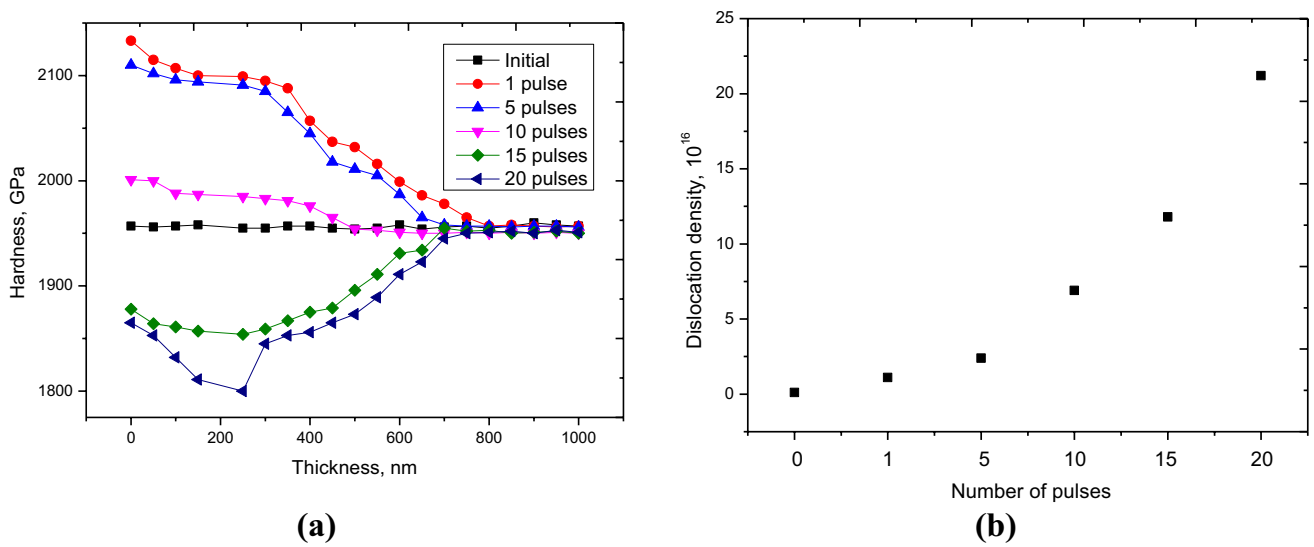 2100
2000
1900
1800
Hardness, GPa
0
200
400
600
800
1000
Thickness, nm
Initial
1 pulse
5 pulses
10 pulses
15 pulses
20 pulses
(a)
25
20
15
10
5
0
Dislocation density, 10^16
0
1
5
10
15
20
Number of pulses
(b)